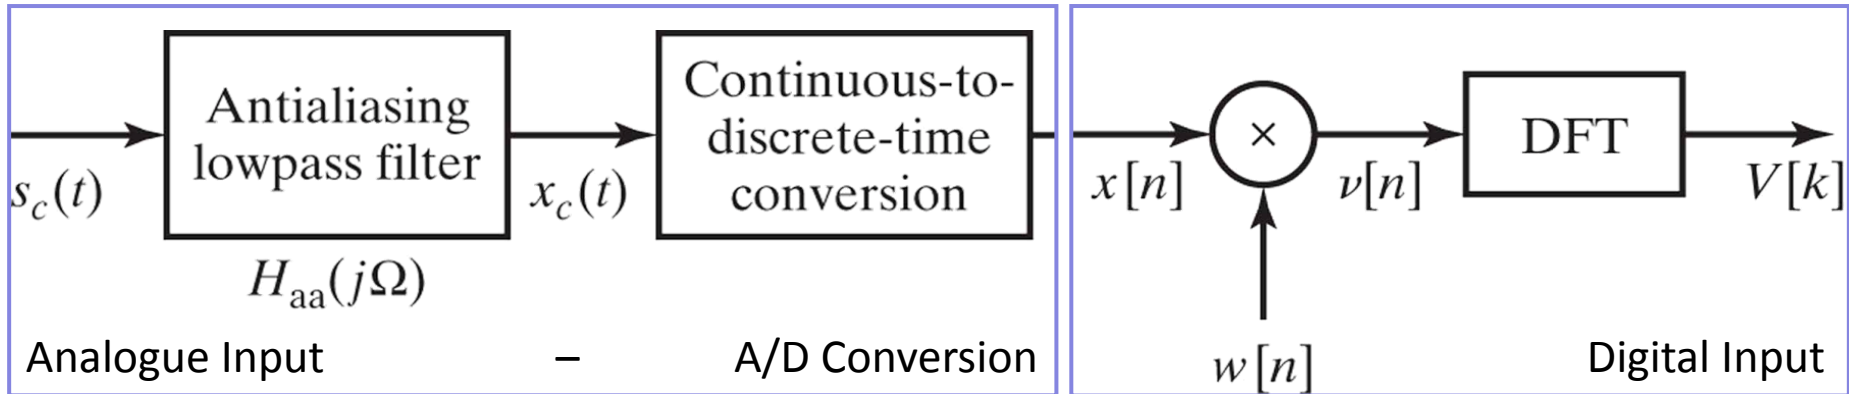 Antialiasing
lowpass filter
Continuous-to-
discrete-time
conversion
×
DFT
s_c(t)
x_c(t)
x[n]
v[n]
V[k]
H_aa(jΩ)
w[n]
Analogue Input – A/D Conversion
Digital Input